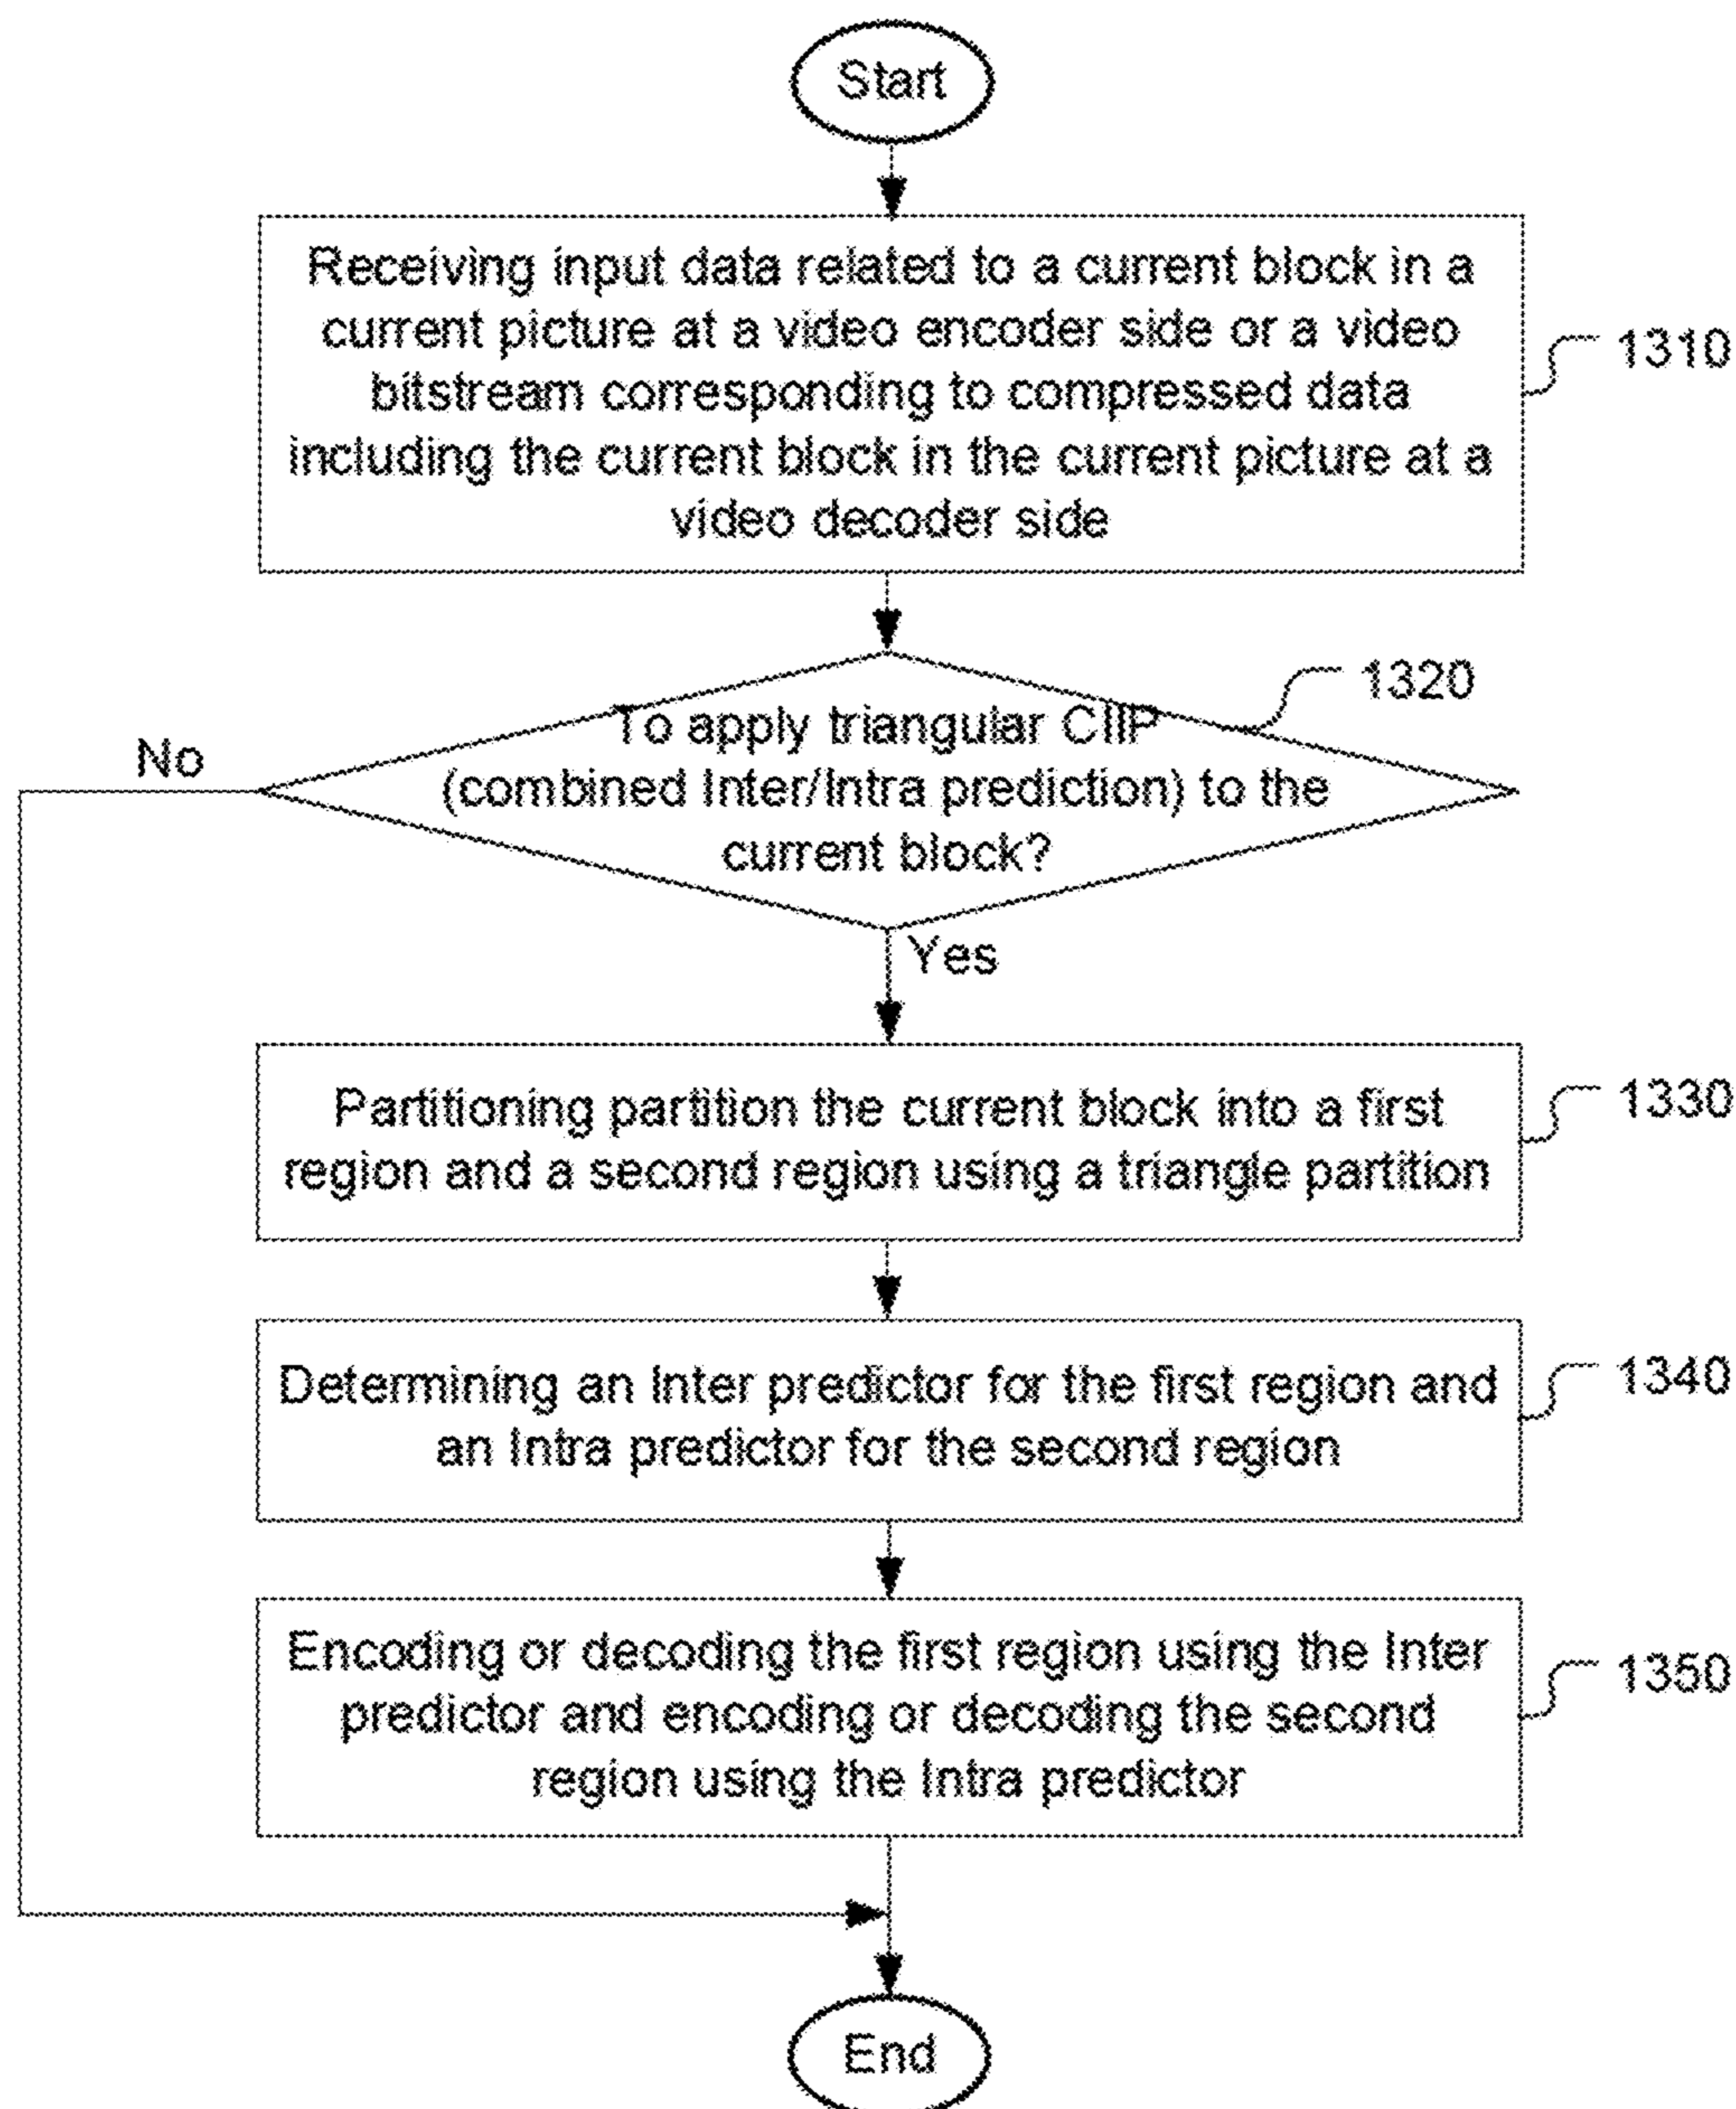 Start
Receiving input data related to a current block in a
current picture at a video encoder side or a video
bitstream corresponding to compressed data
including the current block in the current picture at a
video decoder side
1310
1320
To apply triangular CIIP
(combined Inter/Intra prediction) to the
current block?
No
Yes
Partitioning partition the current block into a first
region and a second region using a triangle partition
1330
Determining an Inter predictor for the first region and
an Intra predictor for the second region
1340
Encoding or decoding the first region using the Inter
predictor and encoding or decoding the second
region using the Intra predictor
1350
End